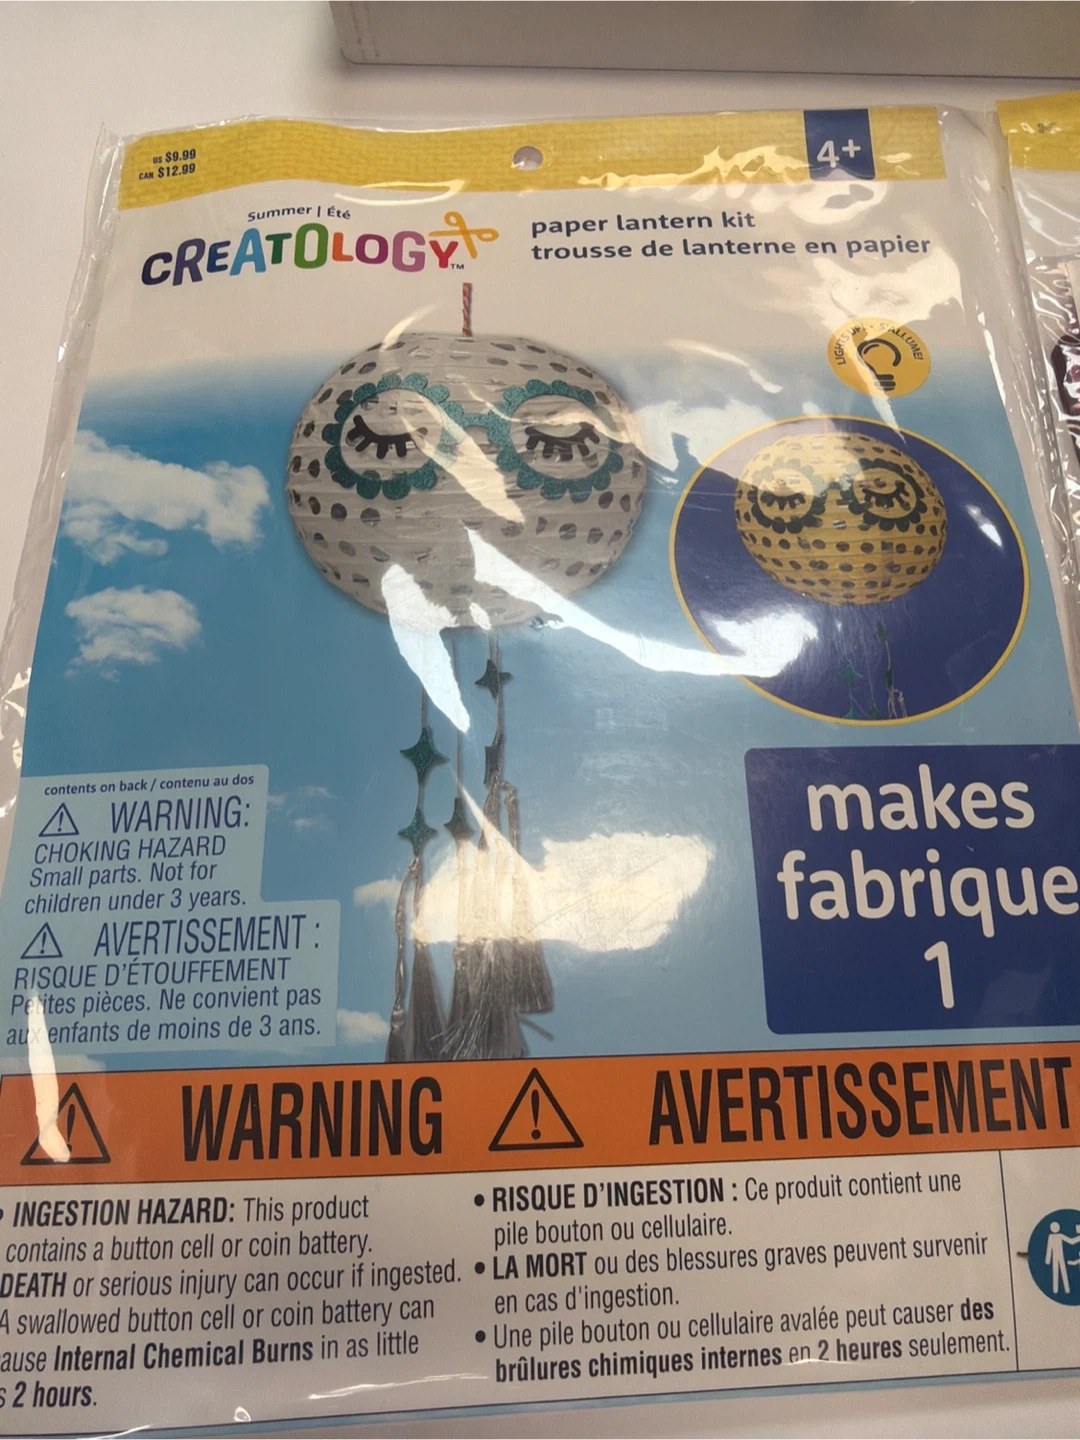 US $9.99
CAN $12.99
4+
Summer | Été
CREATOLOGY™
paper lantern kit
trousse de lanterne en papier
LIGHTS UP! • S'ALLUME!
contents on back / contenu au dos
WARNING:
CHOKING HAZARD
Small parts. Not for
children under 3 years.
AVERTISSEMENT :
RISQUE D'ÉTOUFFEMENT
Petites pièces. Ne convient pas
aux enfants de moins de 3 ans.
makes
fabrique
1
WARNING
AVERTISSEMENT
• INGESTION HAZARD: This product
contains a button cell or coin battery.
DEATH or serious injury can occur if ingested.
A swallowed button cell or coin battery can
ause Internal Chemical Burns in as little
s 2 hours.
• RISQUE D'INGESTION : Ce produit contient une
pile bouton ou cellulaire.
• LA MORT ou des blessures graves peuvent survenir
en cas d'ingestion.
• Une pile bouton ou cellulaire avalée peut causer des
brûlures chimiques internes en 2 heures seulement.